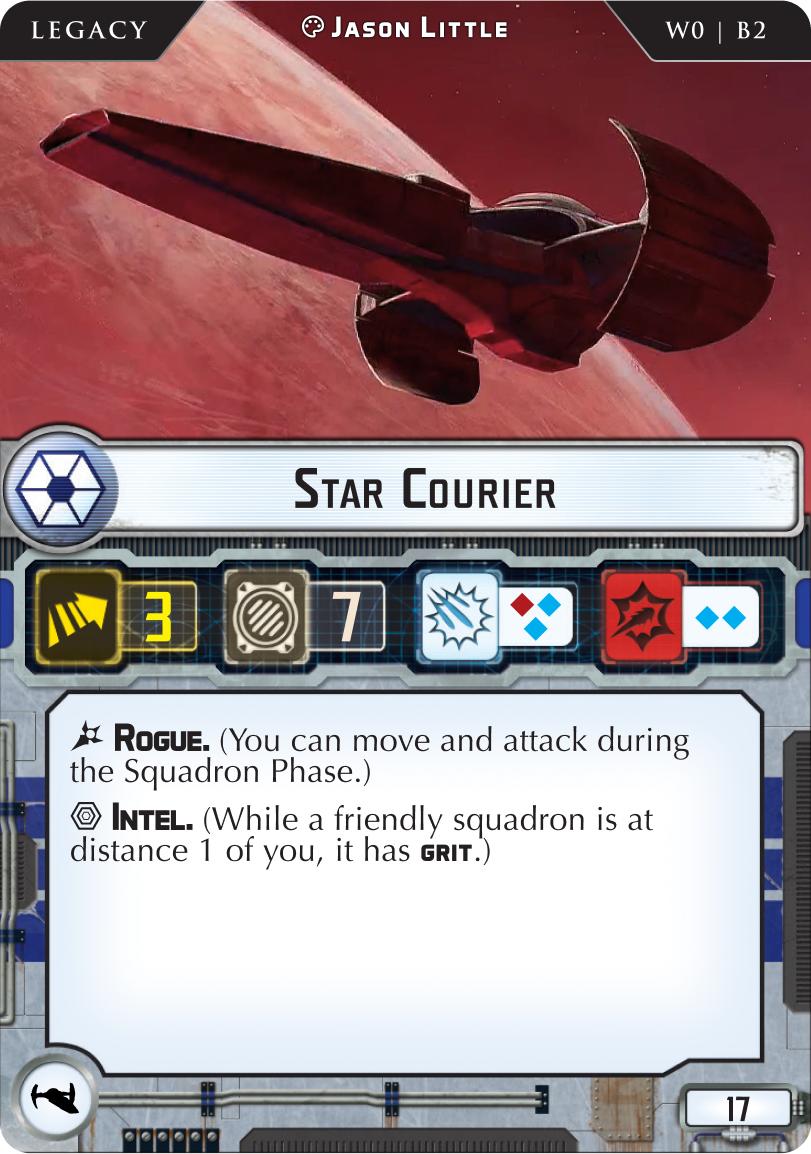 LEGACY
JASON LITTLE
W0 | B2
STAR COURIER
3
7
ROGUE. (You can move and attack during
the Squadron Phase.)
INTEL. (While a friendly squadron is at
distance 1 of you, it has GRIT.)
17